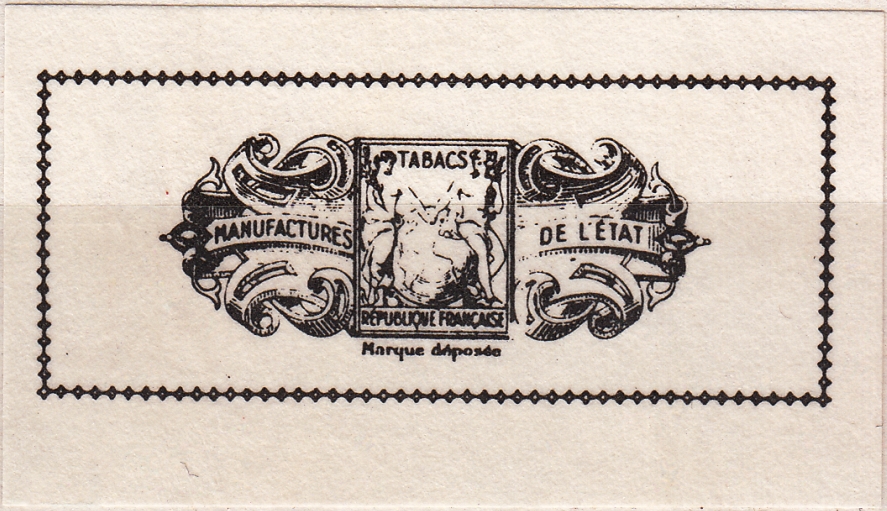 TABACS
MANUFACTURES DE L'ÉTAT
RÉPUBLIQUE FRANÇAISE
Marque déposée